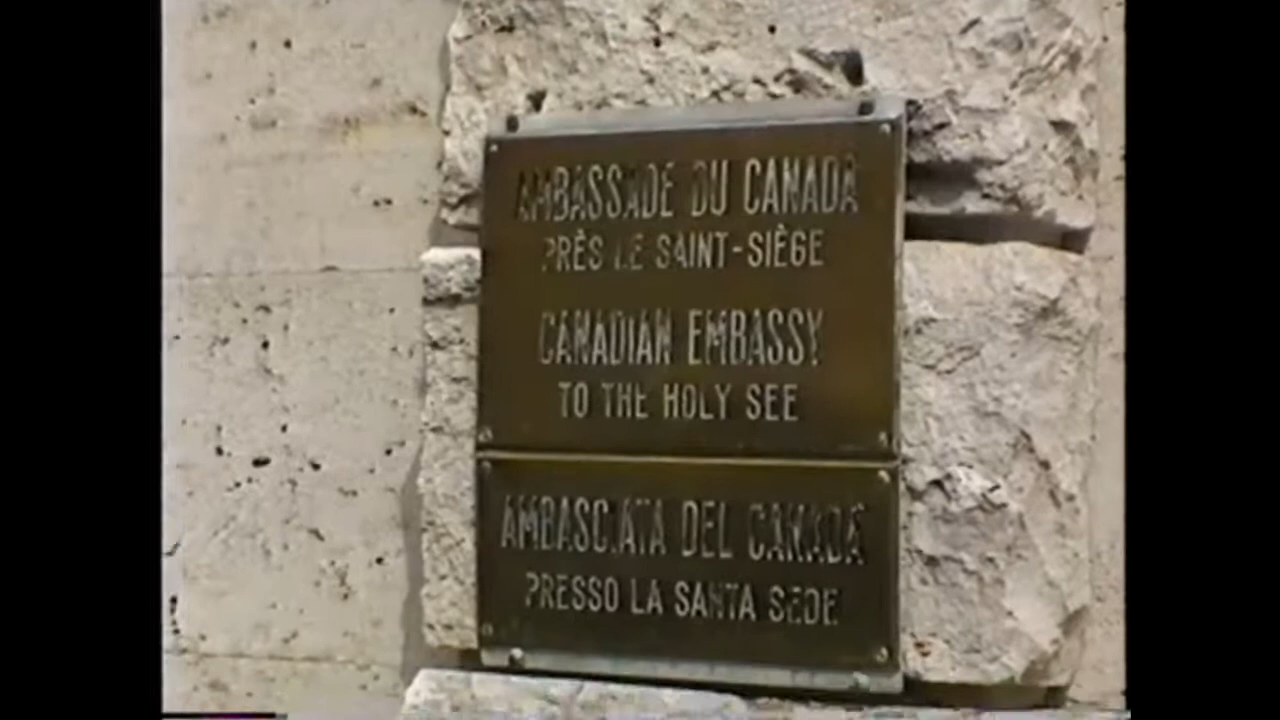 AMBASSADE DU CANADA
PRÈS LE SAINT-SIÈGE
CANADIAN EMBASSY
TO THE HOLY SEE
AMBASCIATA DEL CANADA
PRESSO LA SANTA SEDE